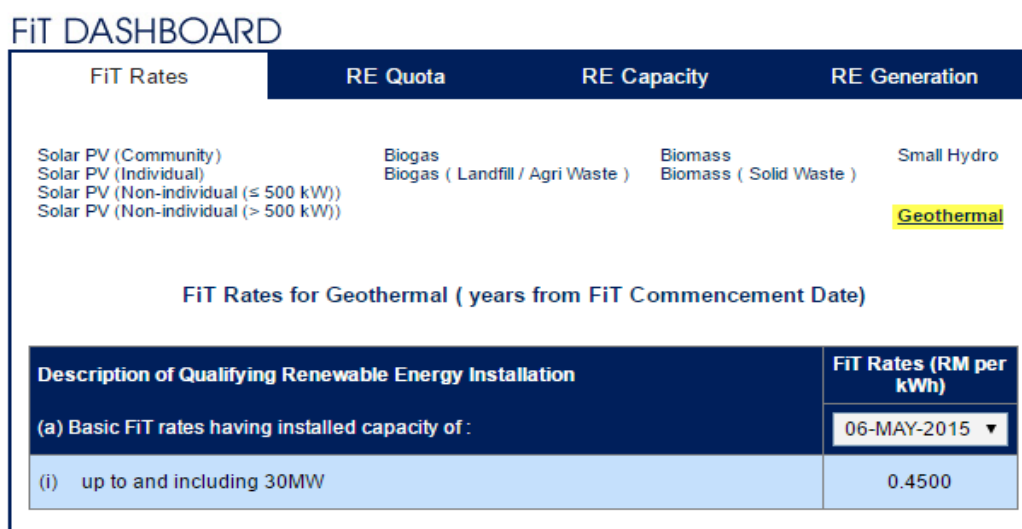 FiT DASHBOARD
FiT Rates RE Quota RE Capacity RE Generation
Solar PV (Community) Biogas Biomass Small Hydro
Solar PV (Individual) Biogas ( Landfill / Agri Waste ) Biomass ( Solid Waste )
Solar PV (Non-individual (≤ 500 kW))
Solar PV (Non-individual (> 500 kW)) Geothermal
FiT Rates for Geothermal ( years from FiT Commencement Date)
Description of Qualifying Renewable Energy Installation FiT Rates (RM per
kWh)
(a) Basic FiT rates having installed capacity of : 06-MAY-2015
(i) up to and including 30MW 0.4500